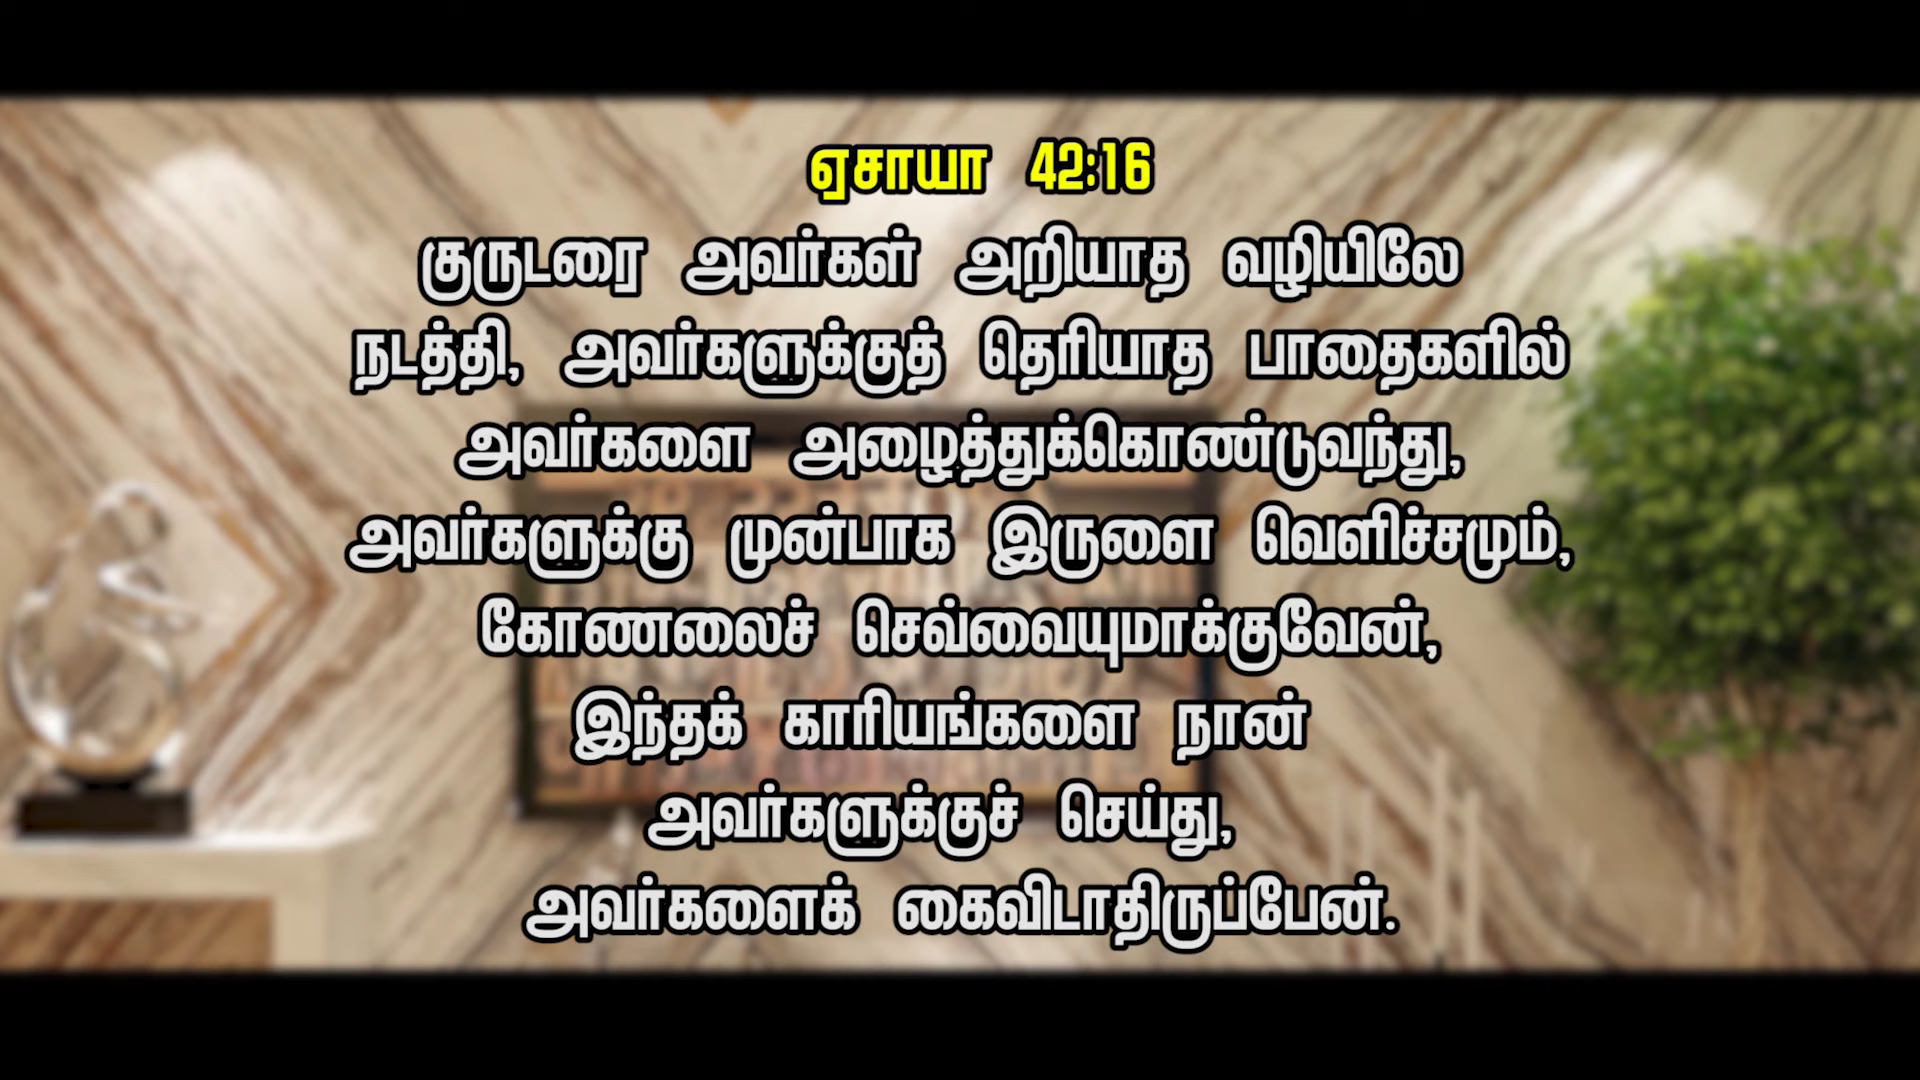 ஏசாயா 42:16
குருடரை அவர்கள் அறியாத வழியிலே
நடத்தி, அவர்களுக்குத் தெரியாத பாதைகளில்
அவர்களை அழைத்துக்கொண்டுவந்து,
அவர்களுக்கு முன்பாக இருளை வெளிச்சமும்,
கோணலைச் செவ்வையுமாக்குவேன்,
இந்தக் காரியங்களை நான்
அவர்களுக்குச் செய்து,
அவர்களைக் கைவிடாதிருப்பேன்.